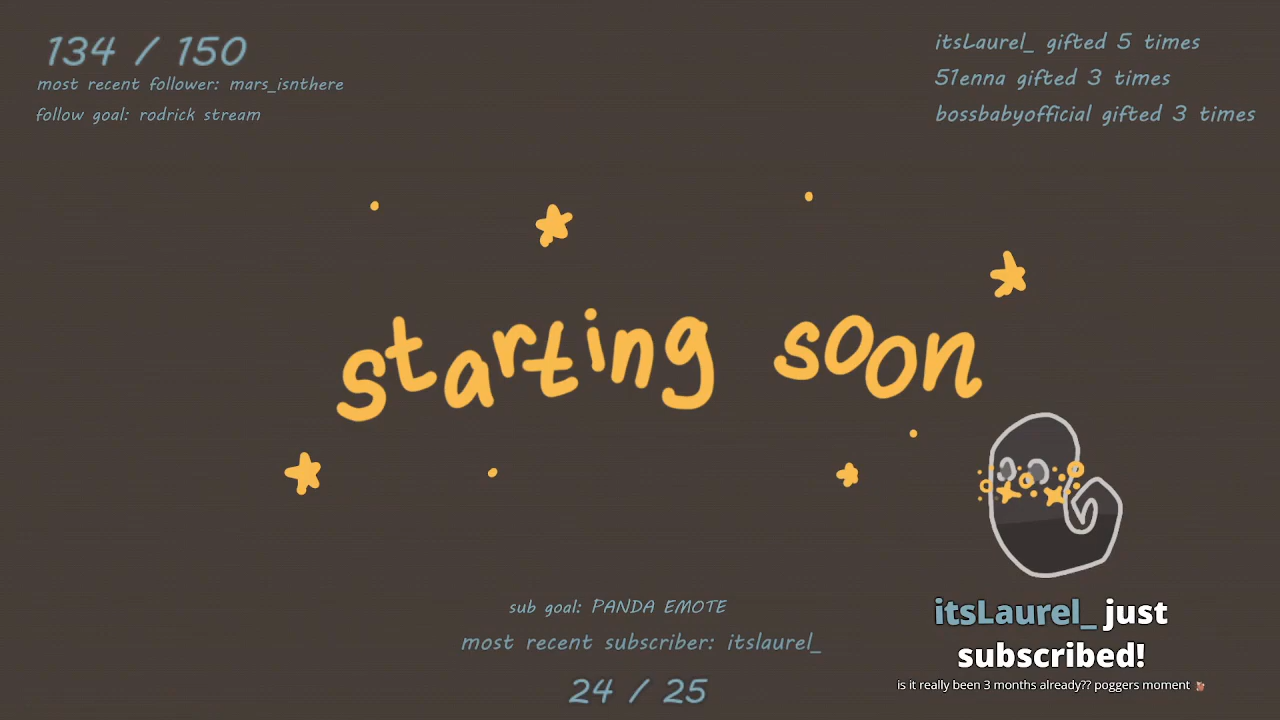 134 / 150
most recent follower: mars_isnthere
follow goal: rodrick stream
itsLaurel_ gifted 5 times
51enna gifted 3 times
bossbabyofficial gifted 3 times
starting soon
sub goal: PANDA EMOTE
most recent subscriber: itslaurel_
24 / 25
itsLaurel_ just
subscribed!
is it really been 3 months already?? poggers moment